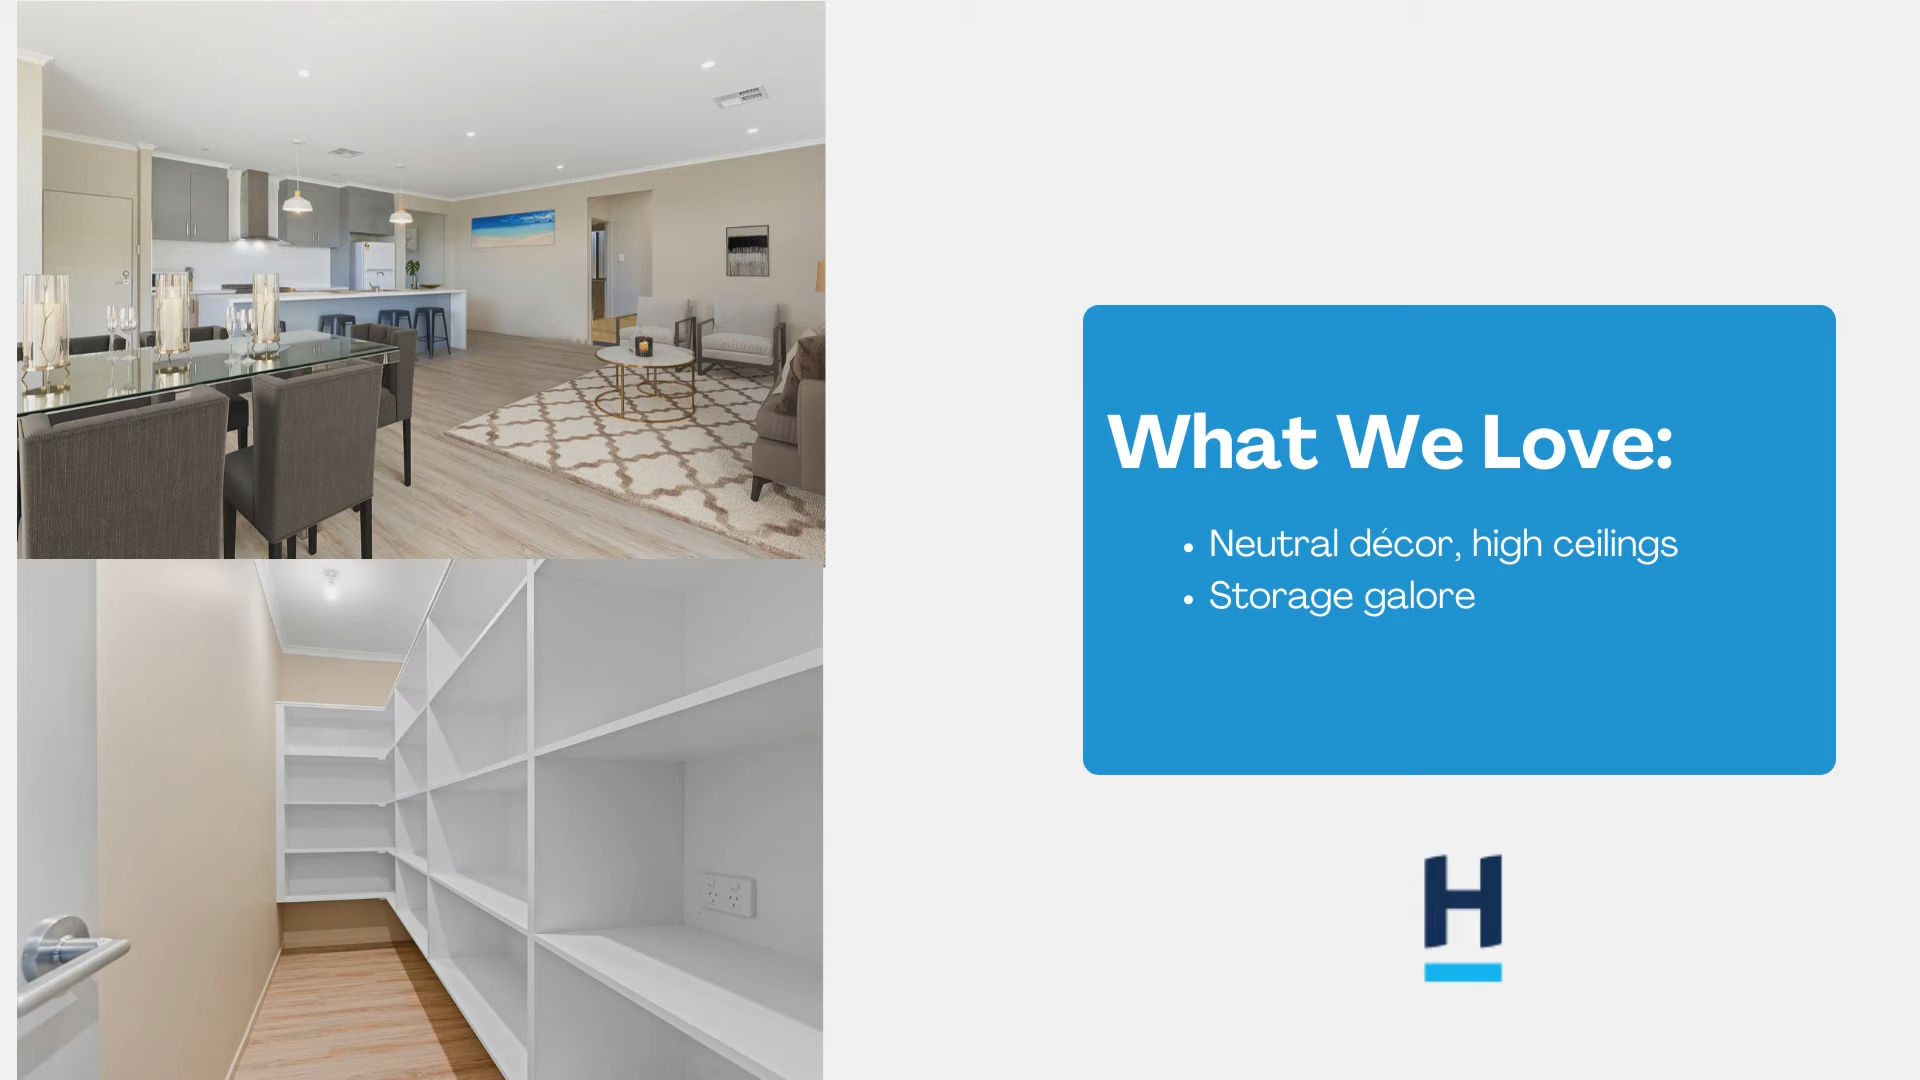 What We Love:
• Neutral décor, high ceilings
• Storage galore
H